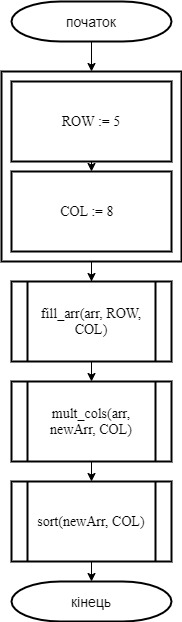 початок
ROW := 5
COL := 8
fill_arr(arr, ROW,
COL)
mult_cols(arr,
newArr, COL)
sort(newArr, COL)
кінець